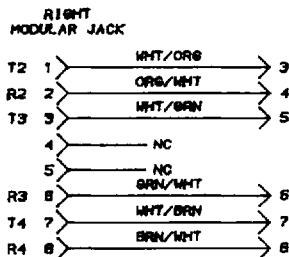 RIGHT
MODULAR JACK
T2 1 WHT/ORG 3
R2 2 ORG/WHT 4
T3 3 WHT/GRN 5
4 NC
5 NC
R3 6 GRN/WHT 6
T4 7 WHT/BRN 7
R4 8 BRN/WHT 8